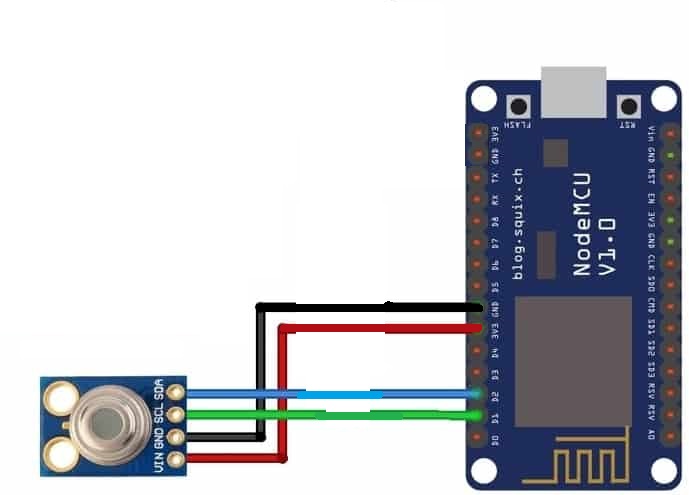 FLASH
RST
3V3
GND
TX
RX
D8
D7
D6
D5
GND
3V3
D4
D3
D2
D1
D0
blog.squix.ch
NodeMCU
V1.0
Vin
GND
RST
EN
3V3
GND
CLK
SD0
CMD
SD1
SD2
SD3
RSV
RSV
A0
SDA
SCL
GND
VIN